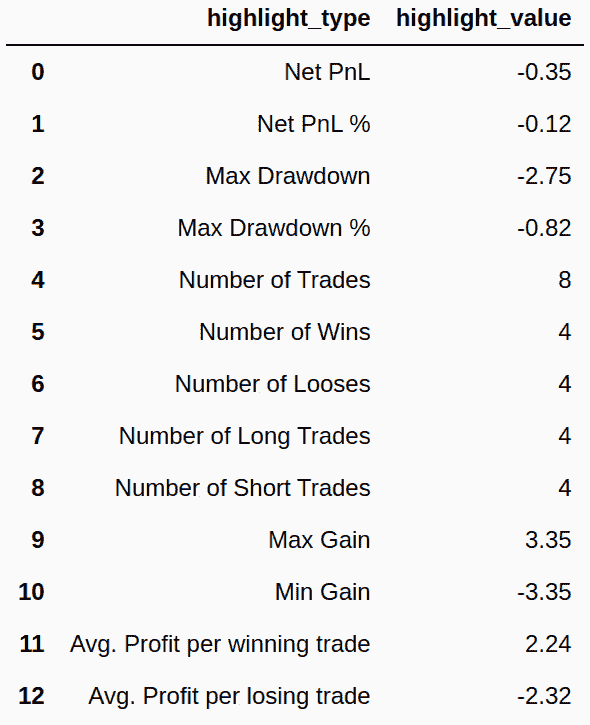 highlight_type highlight_value
0 Net PnL -0.35
1 Net PnL % -0.12
2 Max Drawdown -2.75
3 Max Drawdown % -0.82
4 Number of Trades 8
5 Number of Wins 4
6 Number of Looses 4
7 Number of Long Trades 4
8 Number of Short Trades 4
9 Max Gain 3.35
10 Min Gain -3.35
11 Avg. Profit per winning trade 2.24
12 Avg. Profit per losing trade -2.32